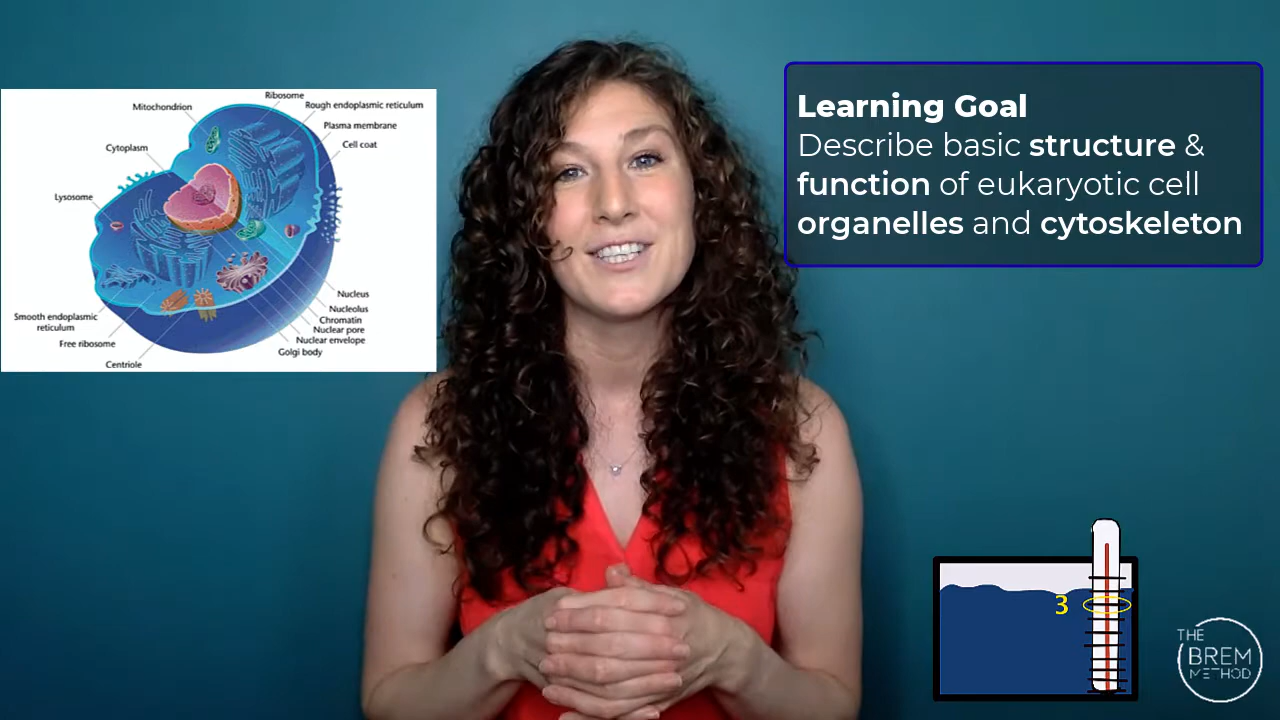 Ribosome
Mitochondrion
Rough endoplasmic reticulum
Plasma membrane
Cytoplasm
Cell coat
Lysosome
Nucleus
Nucleolus
Smooth endoplasmic
reticulum
Chromatin
Nuclear pore
Free ribosome
Nuclear envelope
Golgi body
Centriole
Learning Goal
Describe basic structure &
function of eukaryotic cell
organelles and cytoskeleton
3
THE
BREM
METHOD